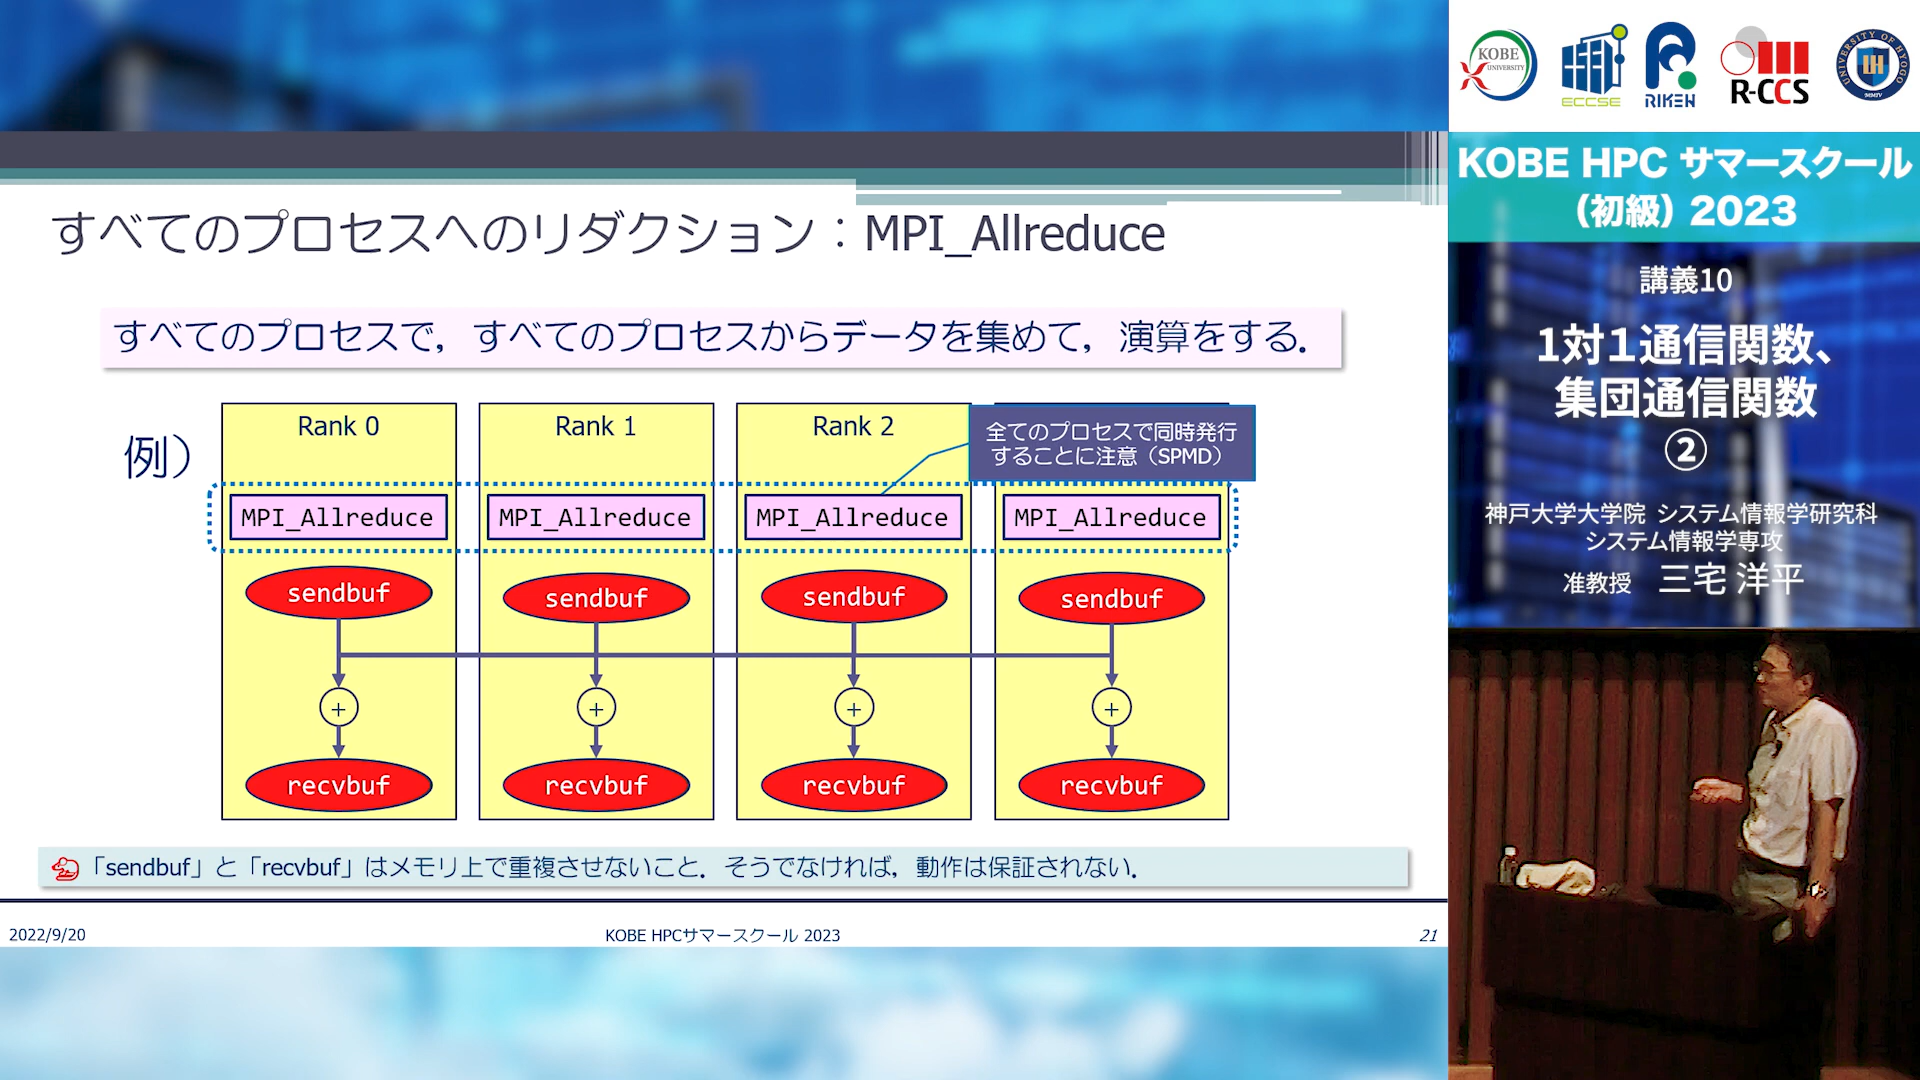 すべてのプロセスへのリダクション：MPI_Allreduce
すべてのプロセスで，すべてのプロセスからデータを集めて，演算をする．
例）
Rank 0
Rank 1
Rank 2
全てのプロセスで同時発行
することに注意（SPMD）
MPI_Allreduce
MPI_Allreduce
MPI_Allreduce
MPI_Allreduce
sendbuf
sendbuf
sendbuf
sendbuf
+
+
+
+
recvbuf
recvbuf
recvbuf
recvbuf
「sendbuf」と「recvbuf」はメモリ上で重複させないこと．そうでなければ，動作は保証されない．
2022/9/20
KOBE HPCサマースクール 2023
21
KOBE
UNIVERSITY
ECCSE
RIKEN
R-CCS
UNIVERSITY OF HYOGO
KOBE HPC サマースクール
（初級）2023
講義10
1対1通信関数、
集団通信関数
②
神戸大学大学院 システム情報学研究科
システム情報学専攻
准教授 三宅 洋平